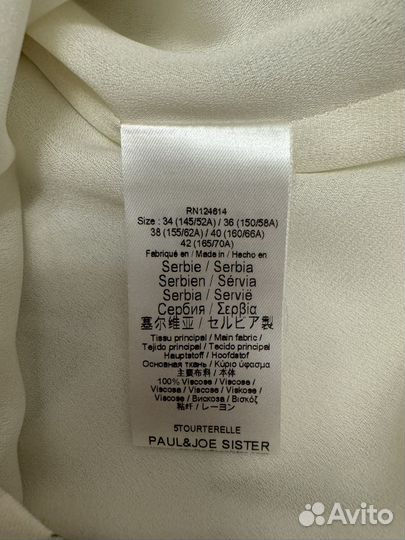 RN124614
Size : 34 (145/52A) / 36 (150/58A)
38 (155/62A) / 40 (160/66A)
42 (165/70A)
Fabriqué en / Made in / Hecho en
Serbie / Serbia
Serbien / Sérvia
Serbia / Servië
Сербия / Σερβία
塞尔维亚 / セルビア製
Tissu principal / Main fabric /
Tejido principal / Tecido principal /
Hauptstoff / Hoofdstof
Основная ткань / Κύριο ύφασμα
主要布料 / 本体
100% Viscose / Viscose /
Viscosa / Viscose / Viskose /
Viscose / Вискоза / Βισκόζ
粘纤 / レーヨン
5TOURTERELLE
PAUL&JOE SISTER
Avito